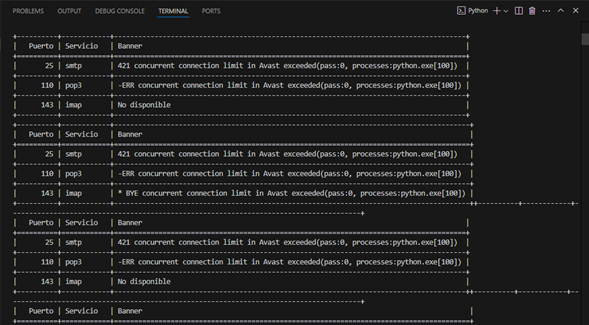 PROBLEMS OUTPUT DEBUG CONSOLE TERMINAL PORTS Python
Puerto | Servicio | Banner
25 | smtp | 421 concurrent connection limit in Avast exceeded(pass:0, processes:python.exe[100])
110 | pop3 | -ERR concurrent connection limit in Avast exceeded(pass:0, processes:python.exe[100])
143 | imap | No disponible
Puerto | Servicio | Banner
25 | smtp | 421 concurrent connection limit in Avast exceeded(pass:0, processes:python.exe[100])
110 | pop3 | -ERR concurrent connection limit in Avast exceeded(pass:0, processes:python.exe[100])
143 | imap | * BYE concurrent connection limit in Avast exceeded(pass:0, processes:python.exe[100])
Puerto | Servicio | Banner
25 | smtp | 421 concurrent connection limit in Avast exceeded(pass:0, processes:python.exe[100])
110 | pop3 | -ERR concurrent connection limit in Avast exceeded(pass:0, processes:python.exe[100])
143 | imap | No disponible
Puerto | Servicio | Banner